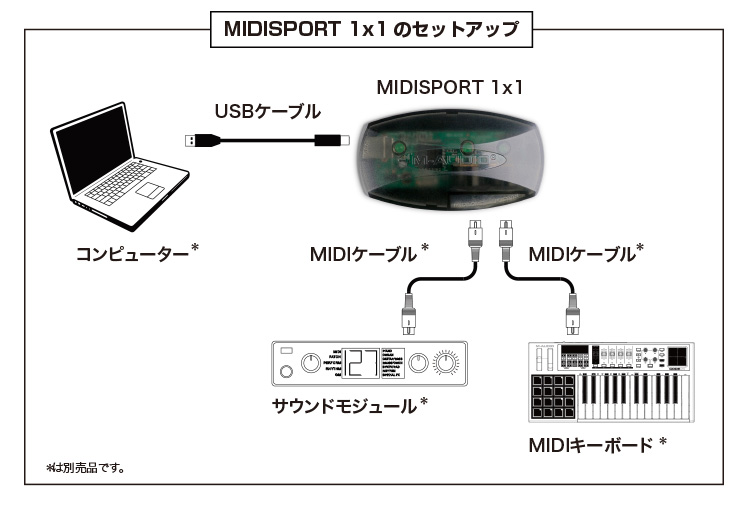 MIDISPORT 1x1 のセットアップ
MIDISPORT 1x1
USBケーブル
M-AUDIO
コンピューター*
MIDIケーブル*
MIDIケーブル*
127
サウンドモジュール*
MIDIキーボード*
*は別売品です。